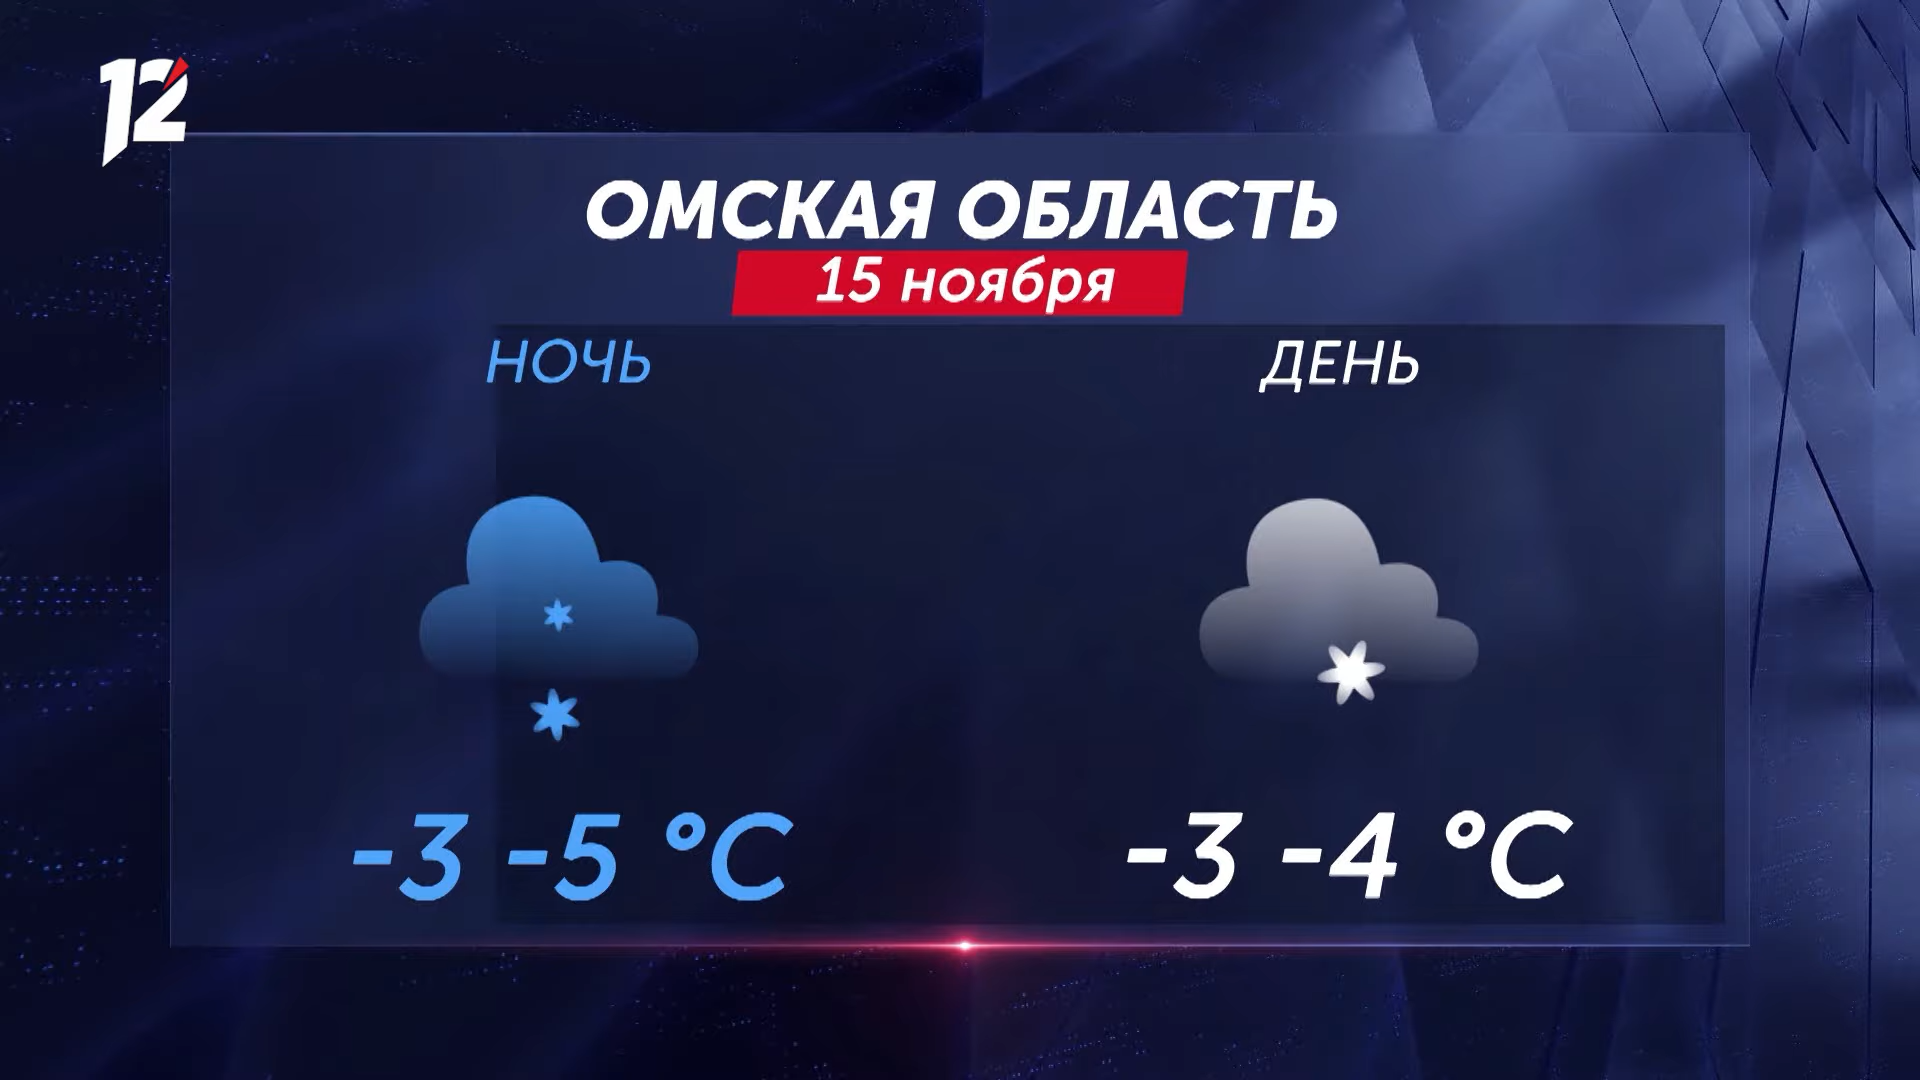 12
ОМСКАЯ ОБЛАСТЬ
15 ноября
НОЧЬ
ДЕНЬ
-3 -5 °C
-3 -4 °C